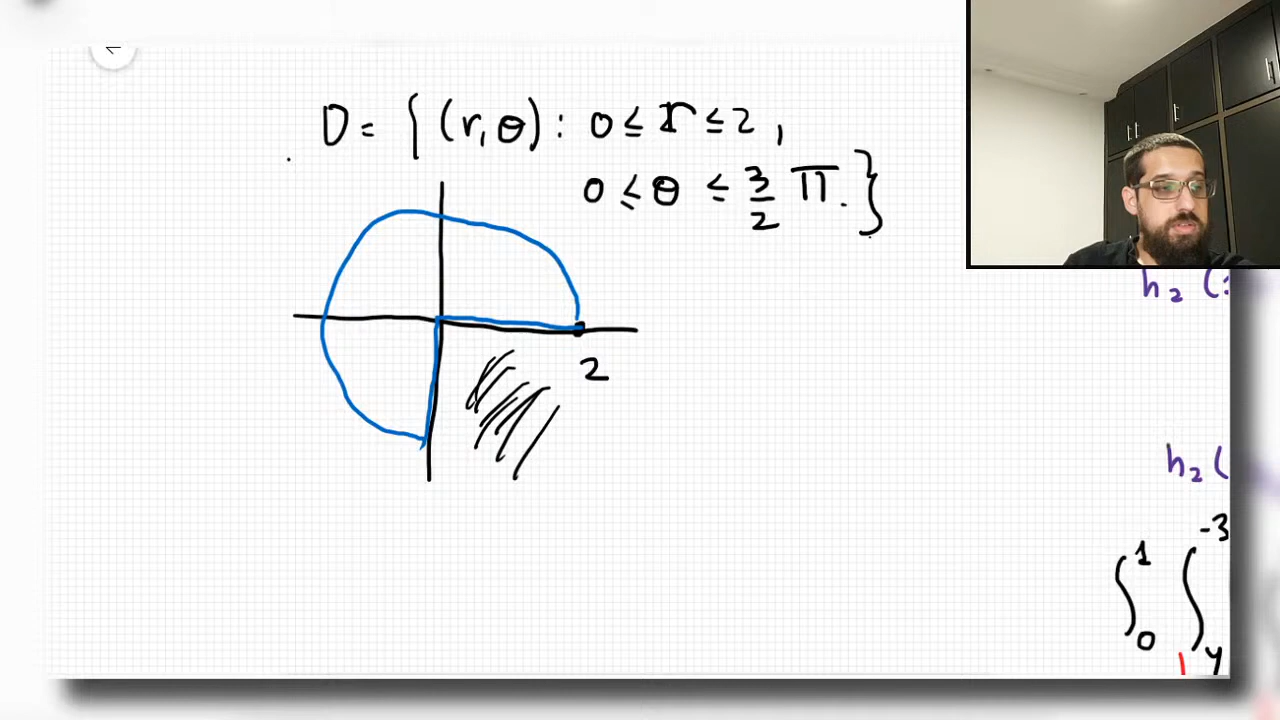 D = { (r, θ) : 0 ≤ r ≤ 2 ,
0 ≤ θ ≤ 3/2 π . }
2
h₂ (
h₂ (
∫₀¹ ∫ᵧ⁻³